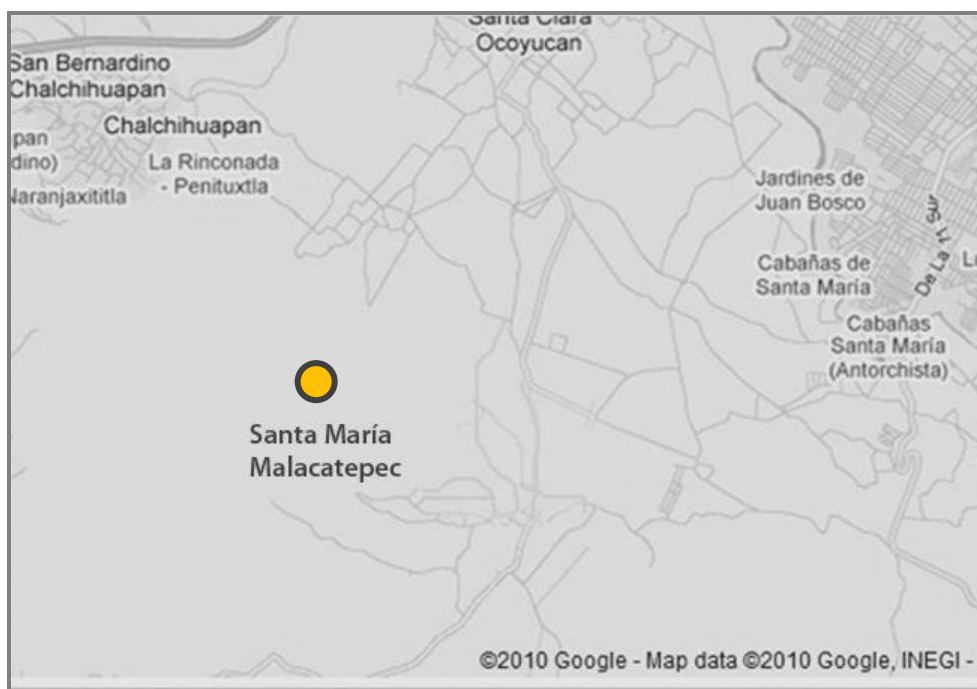 Santa Clara
Ocoyucan
San Bernardino
Chalchihuapan
Chalchihuapan
pan
dino)
La Rinconada
- Penituxtla
Naranjaxititla
Jardines de
Juan Bosco
De La 11 Sur
Cabañas de
Santa María
Cabañas
Santa María
(Antorchista)
Santa María
Malacatepec
©2010 Google - Map data ©2010 Google, INEGI -